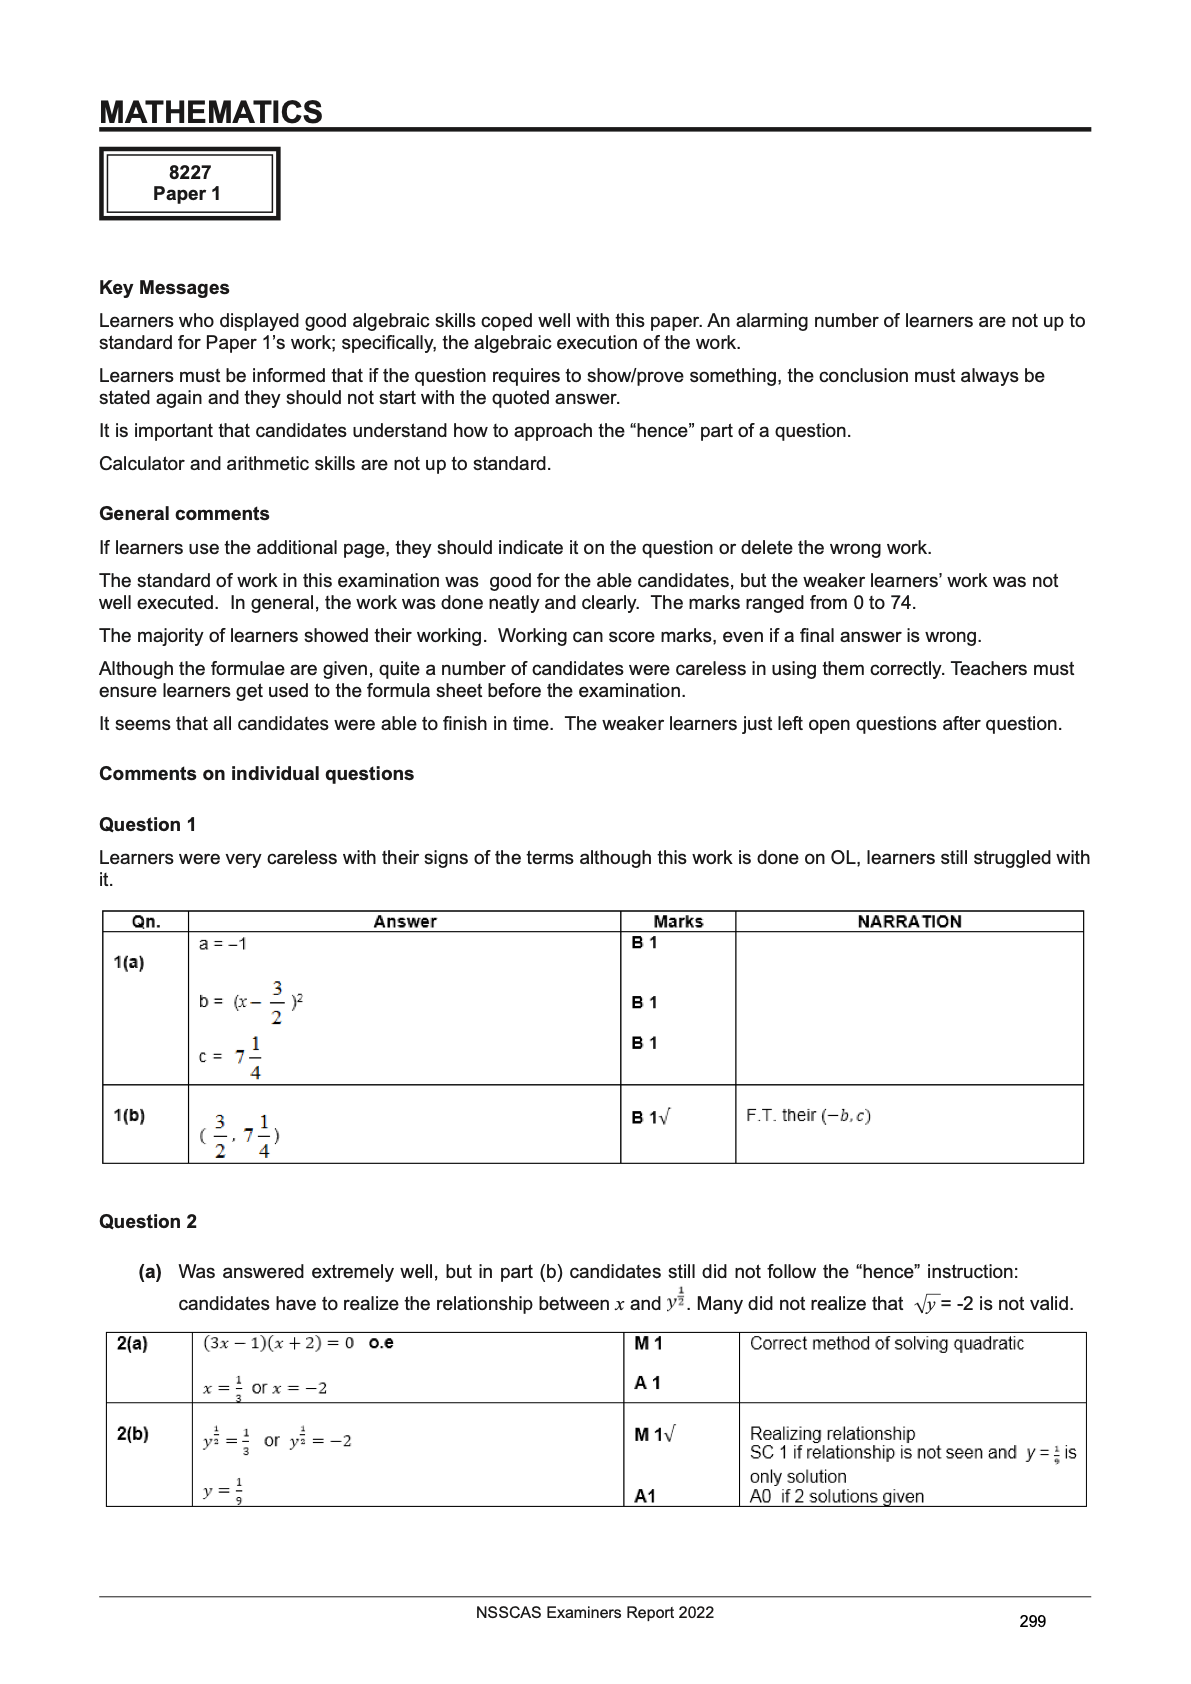 MATHEMATICS
8227
Paper 1
Key Messages
Learners who displayed good algebraic skills coped well with this paper. An alarming number of learners are not up to
standard for Paper 1’s work; specifically, the algebraic execution of the work.
Learners must be informed that if the question requires to show/prove something, the conclusion must always be
stated again and they should not start with the quoted answer.
It is important that candidates understand how to approach the “hence” part of a question.
Calculator and arithmetic skills are not up to standard.
General comments
If learners use the additional page, they should indicate it on the question or delete the wrong work.
The standard of work in this examination was  good for the able candidates, but the weaker learners’ work was not
well executed.  In general, the work was done neatly and clearly.  The marks ranged from 0 to 74.
The majority of learners showed their working.  Working can score marks, even if a final answer is wrong.
Although the formulae are given, quite a number of candidates were careless in using them correctly. Teachers must
ensure learners get used to the formula sheet before the examination.
It seems that all candidates were able to finish in time.  The weaker learners just left open questions after question.
Comments on individual questions
Question 1
Learners were very careless with their signs of the terms although this work is done on OL, learners still struggled with
it.
Qn. Answer Marks NARRATION
1(a) a = –1 B 1
b = (x – 3/2 )² B 1
c = 7 1/4 B 1
1(b) ( 3/2 , 7 1/4 ) B 1√ F.T. their (−b, c)
Question 2
(a) Was answered extremely well, but in part (b) candidates still did not follow the “hence” instruction:
candidates have to realize the relationship between x and y^(1/2). Many did not realize that √y = -2 is not valid.
2(a) (3x − 1)(x + 2) = 0 o.e M 1 Correct method of solving quadratic
x = 1/3 or x = −2 A 1
2(b) y^(1/2) = 1/3 or y^(1/2) = −2 M 1√ Realizing relationship
SC 1 if relationship is not seen and y = 1/9 is
only solution
y = 1/9 A1 A0 if 2 solutions given
NSSCAS Examiners Report 2022
299